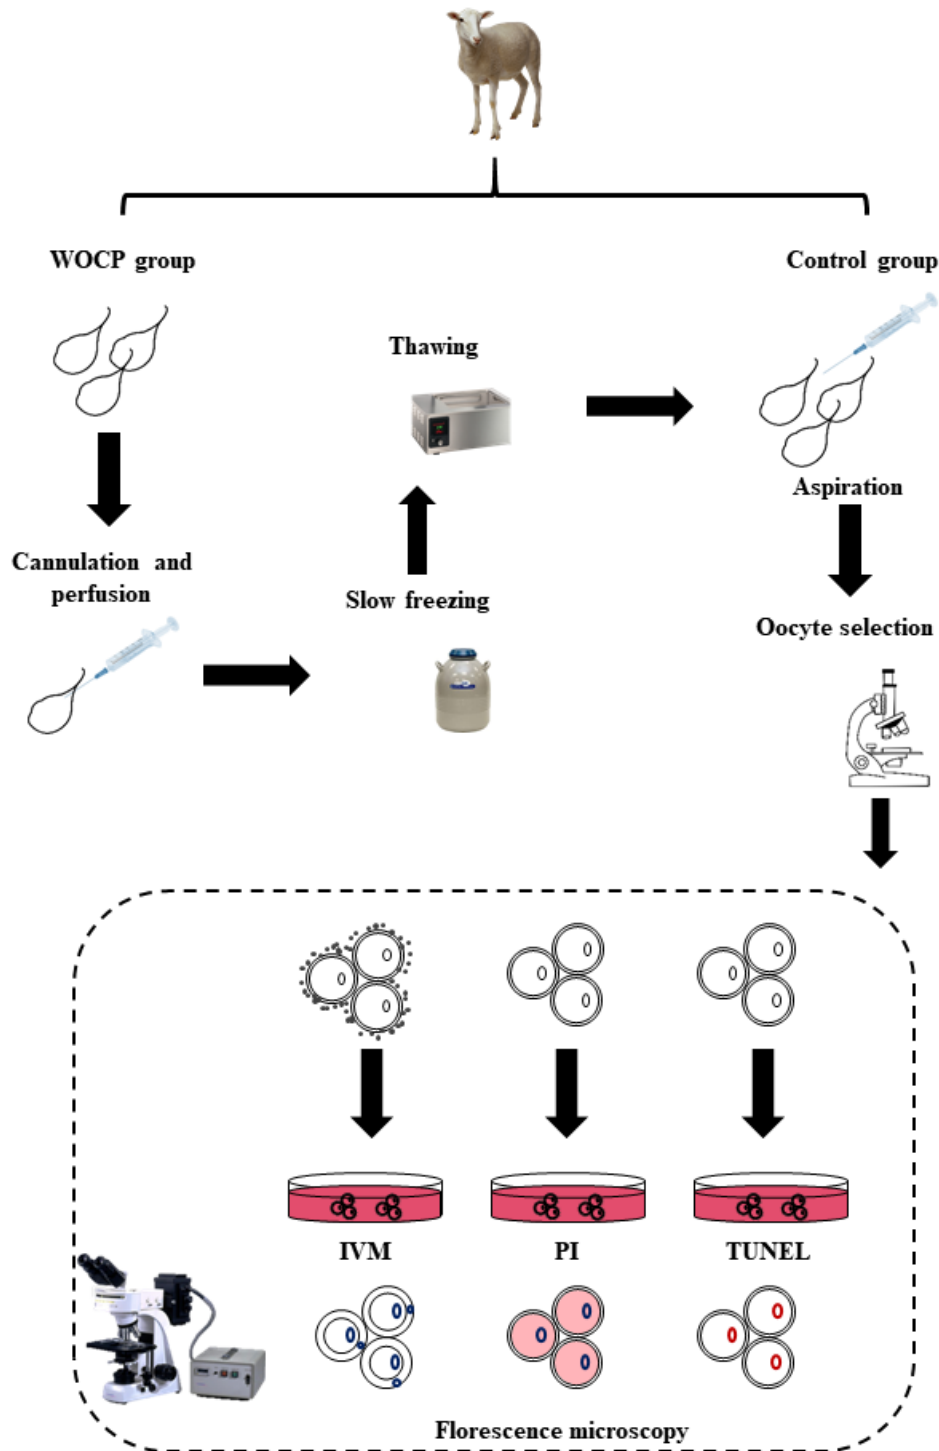 WOCP group
Control group
Thawing
Aspiration
Cannulation and
perfusion
Slow freezing
Oocyte selection
IVM
PI
TUNEL
Florescence microscopy